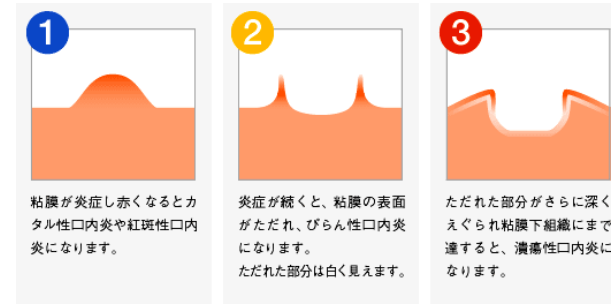 1
粘膜が炎症し赤くなるとカ
タル性口内炎や紅斑性口内
炎になります。
2
炎症が続くと、粘膜の表面
がただれ、びらん性口内炎
になります。
ただれた部分は白く見えます。
3
ただれた部分がさらに深く
えぐられ粘膜下組織にまで
達すると、潰瘍性口内炎に
なります。